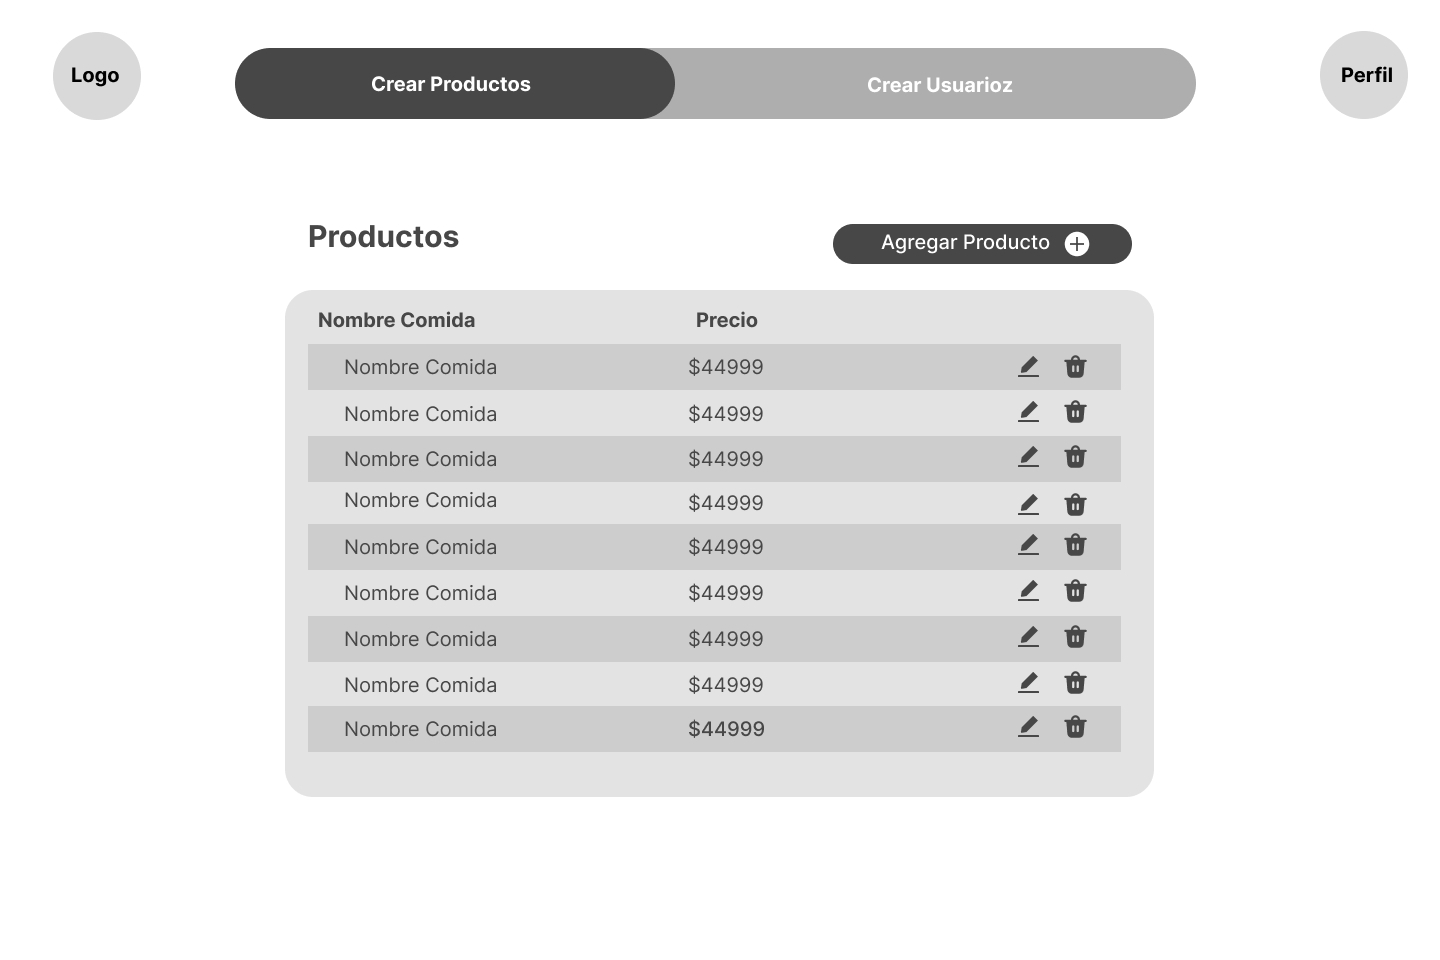 Logo
Crear Productos
Crear Usuarioz
Perfil
Productos
Agregar Producto
Nombre Comida Precio
Nombre Comida $44999
Nombre Comida $44999
Nombre Comida $44999
Nombre Comida $44999
Nombre Comida $44999
Nombre Comida $44999
Nombre Comida $44999
Nombre Comida $44999
Nombre Comida $44999